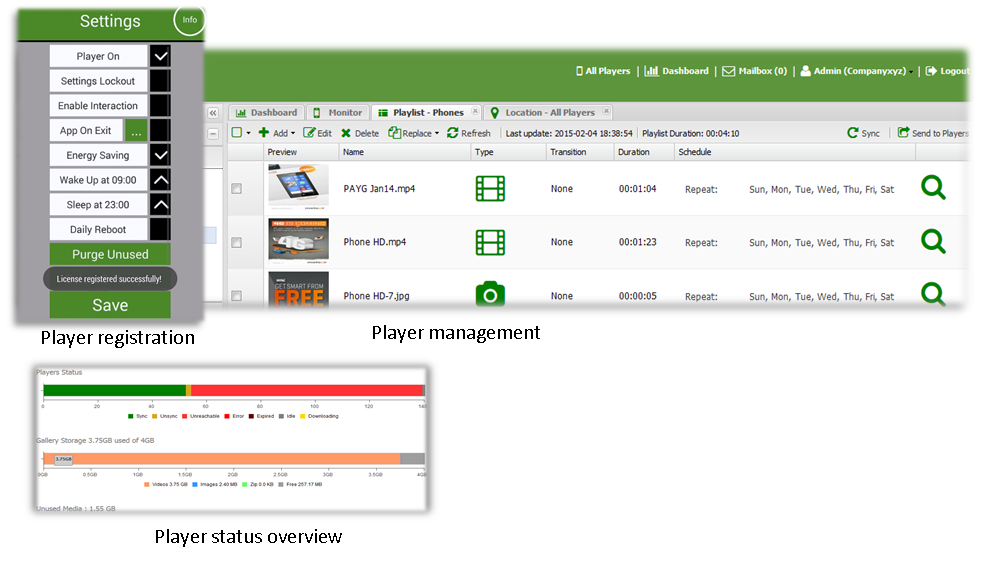 Settings
Info
Player On
Settings Lockout
Enable Interaction
App On Exit ...
Energy Saving
Wake Up at 09:00
Sleep at 23:00
Daily Reboot
Purge Unused
License registered successfully!
Save
Player registration
All Players | Dashboard | Mailbox (0) | Admin (Companyxyz) | Logout
Dashboard Monitor Playlist - Phones Location - All Players
Add Edit Delete Replace Refresh Last update: 2015-02-04 18:38:54 Playlist Duration: 00:04:10 Sync Send to Players
Preview Name Type Transition Duration Schedule
PAYG Jan14.mp4 None 00:01:04 Repeat: Sun, Mon, Tue, Wed, Thu, Fri, Sat
Phone HD.mp4 None 00:01:23 Repeat: Sun, Mon, Tue, Wed, Thu, Fri, Sat
GET SMART FROM
FREE
Phone HD-7.jpg None 00:00:05 Repeat: Sun, Mon, Tue, Wed, Thu, Fri, Sat
Player management
Players Status
0 20 40 60 80 100 120 140
Sync Unsync Unreachable Error Expired Idle Downloading
Gallery Storage 3.75GB used of 4GB
3.75GB
0GB 0.5GB 1GB 1.5GB 2GB 2.5GB 3GB 3.5GB 4GB
Videos 3.75 GB Images 2.40 MB Zip 0.0 KB Free 257.17 MB
Unused Media : 1.55 GB
Player status overview